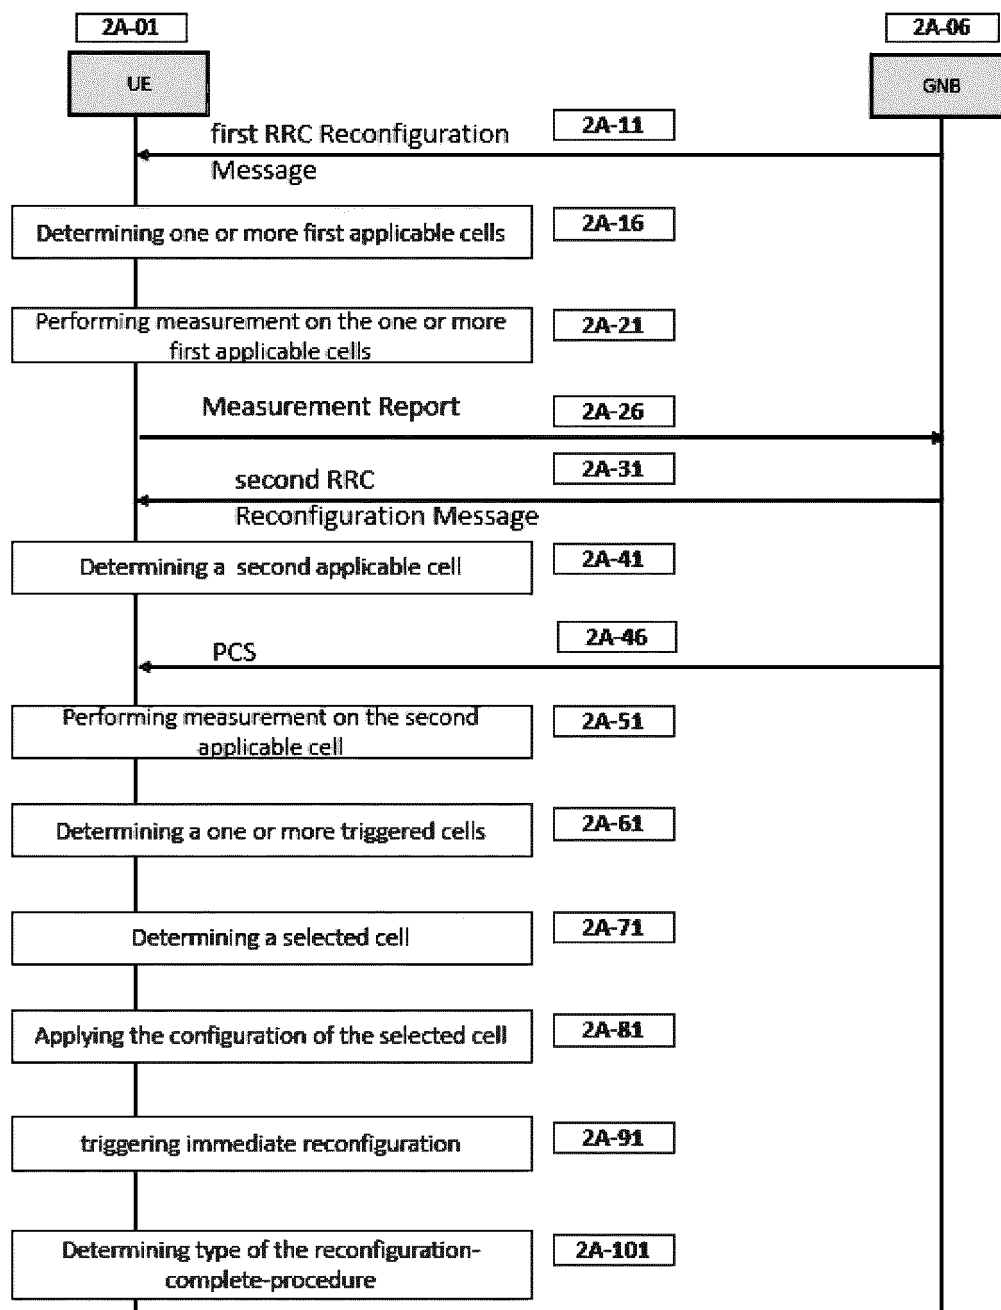 2A-01
2A-06
UE
GNB
first RRC Reconfiguration
Message
2A-11
Determining one or more first applicable cells
2A-16
Performing measurement on the one or more
first applicable cells
2A-21
Measurement Report
2A-26
second RRC
Reconfiguration Message
2A-31
Determining a second applicable cell
2A-41
PCS
2A-46
Performing measurement on the second
applicable cell
2A-51
Determining a one or more triggered cells
2A-61
Determining a selected cell
2A-71
Applying the configuration of the selected cell
2A-81
triggering immediate reconfiguration
2A-91
Determining type of the reconfiguration-
complete-procedure
2A-101